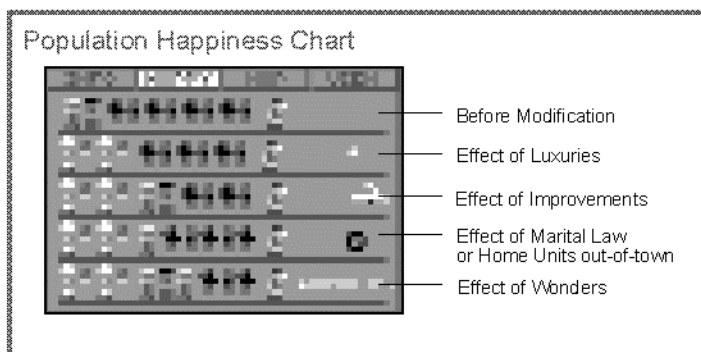 Population Happiness Chart
Before Modification
Effect of Luxuries
Effect of Improvements
Effect of Marital Law
or Home Units out-of-town
Effect of Wonders